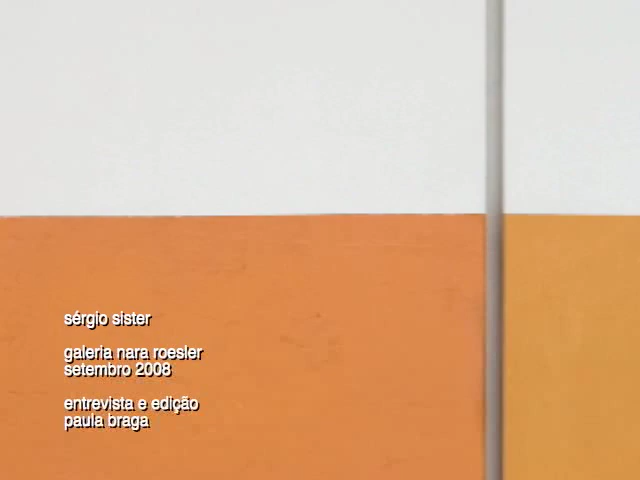 sérgio sister
galeria nara roesler
setembro 2008
entrevista e edição
paula braga